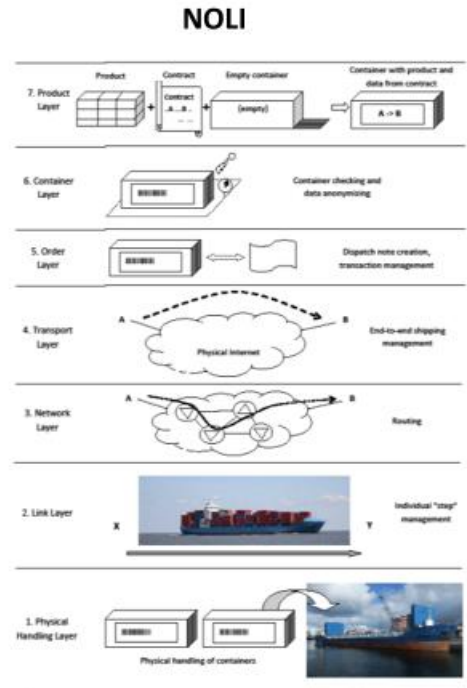 NOLI
Product
Contract
Empty container
Container with product and
data from contract
7. Product
Layer
Contract
A B
+
+
(empty)
A -> B
6. Container
Layer
Container checking and
data anonymizing
5. Order
Layer
Dispatch note creation,
transaction management
4. Transport
Layer
A
B
Physical Internet
End-to-end shipping
management
3. Network
Layer
A
B
Routing
2. Link Layer
X
Y
Individual "step"
management
1. Physical
Handling Layer
Physical handling of containers